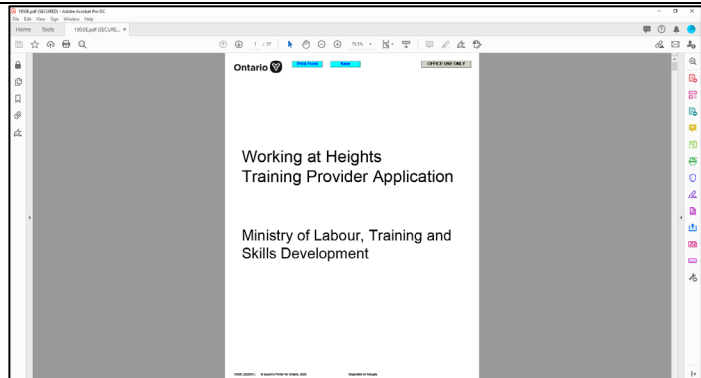 1950E.pdf (SECURED) - Adobe Acrobat Pro DC
File Edit View Sign Window Help
Home Tools 1950E.pdf (SECURE... ×
1 / 37 75.5%
Ontario Print Form Save OFFICE USE ONLY
Working at Heights
Training Provider Application
Ministry of Labour, Training and
Skills Development
© Queen's Printer for Ontario, 2020 Disponible en français